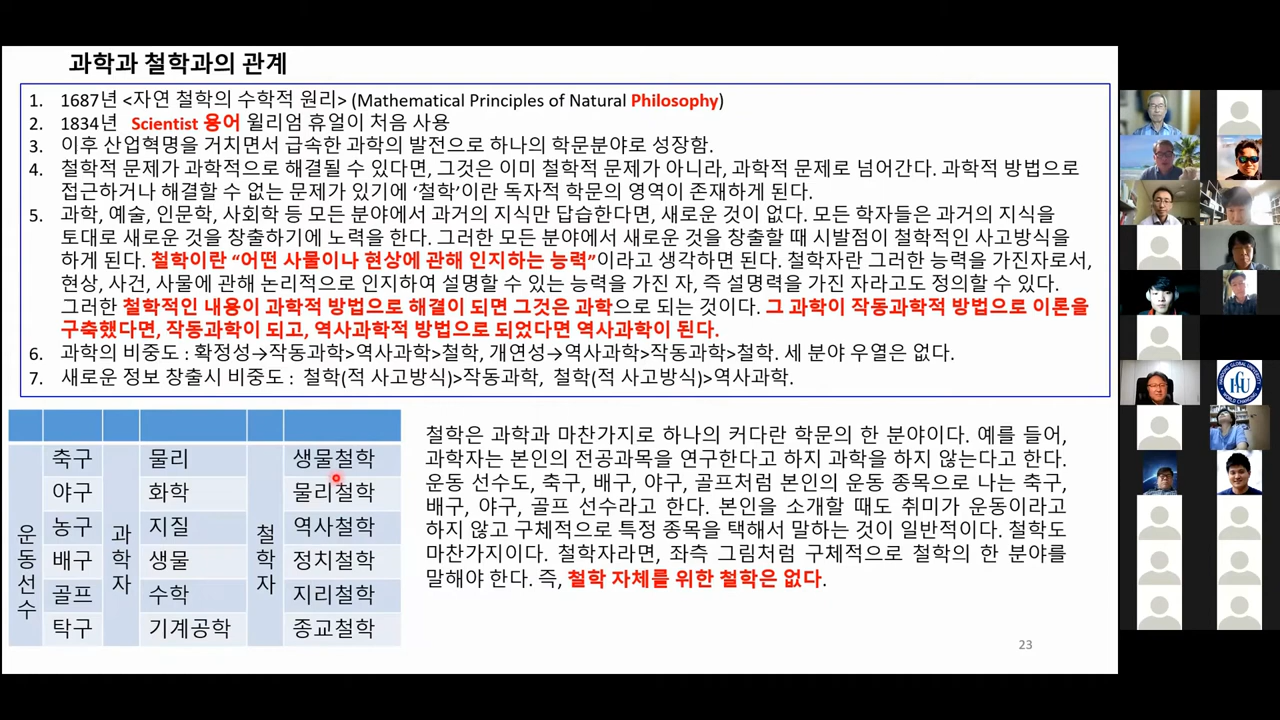 과학과 철학과의 관계
1. 1687년 <자연 철학의 수학적 원리> (Mathematical Principles of Natural Philosophy)
2. 1834년 Scientist 용어 윌리엄 휴얼이 처음 사용
3. 이후 산업혁명을 거치면서 급속한 과학의 발전으로 하나의 학문분야로 성장함.
4. 철학적 문제가 과학적으로 해결될 수 있다면, 그것은 이미 철학적 문제가 아니라, 과학적 문제로 넘어간다. 과학적 방법으로
접근하거나 해결할 수 없는 문제가 있기에 ‘철학’이란 독자적 학문의 영역이 존재하게 된다.
5. 과학, 예술, 인문학, 사회학 등 모든 분야에서 과거의 지식만 답습한다면, 새로운 것이 없다. 모든 학자들은 과거의 지식을
토대로 새로운 것을 창출하기에 노력을 한다. 그러한 모든 분야에서 새로운 것을 창출할 때 시발점이 철학적인 사고방식을
하게 된다. 철학이란 “어떤 사물이나 현상에 관해 인지하는 능력”이라고 생각하면 된다. 철학자란 그러한 능력을 가진자로서,
현상, 사건, 사물에 관해 논리적으로 인지하여 설명할 수 있는 능력을 가진 자, 즉 설명력을 가진 자라고도 정의할 수 있다.
그러한 철학적인 내용이 과학적 방법으로 해결이 되면 그것은 과학으로 되는 것이다. 그 과학이 작동과학적 방법으로 이론을
구축했다면, 작동과학이 되고, 역사과학적 방법으로 되었다면 역사과학이 된다.
6. 과학의 비중도 : 확정성→작동과학>역사과학>철학, 개연성→역사과학>작동과학>철학. 세 분야 우열은 없다.
7. 새로운 정보 창출시 비중도 : 철학(적 사고방식)>작동과학, 철학(적 사고방식)>역사과학.
운동선수
축구
야구
농구
배구
골프
탁구
과학자
물리
화학
지질
생물
수학
기계공학
철학자
생물철학
물리철학
역사철학
정치철학
지리철학
종교철학
철학은 과학과 마찬가지로 하나의 커다란 학문의 한 분야이다. 예를 들어,
과학자는 본인의 전공과목을 연구한다고 하지 과학을 하지 않는다고 한다.
운동 선수도, 축구, 배구, 야구, 골프처럼 본인의 운동 종목으로 나는 축구,
배구, 야구, 골프 선수라고 한다. 본인을 소개할 때도 취미가 운동이라고
하지 않고 구체적으로 특정 종목을 택해서 말하는 것이 일반적이다. 철학도
마찬가지이다. 철학자라면, 좌측 그림처럼 구체적으로 철학의 한 분야를
말해야 한다. 즉, 철학 자체를 위한 철학은 없다.
23